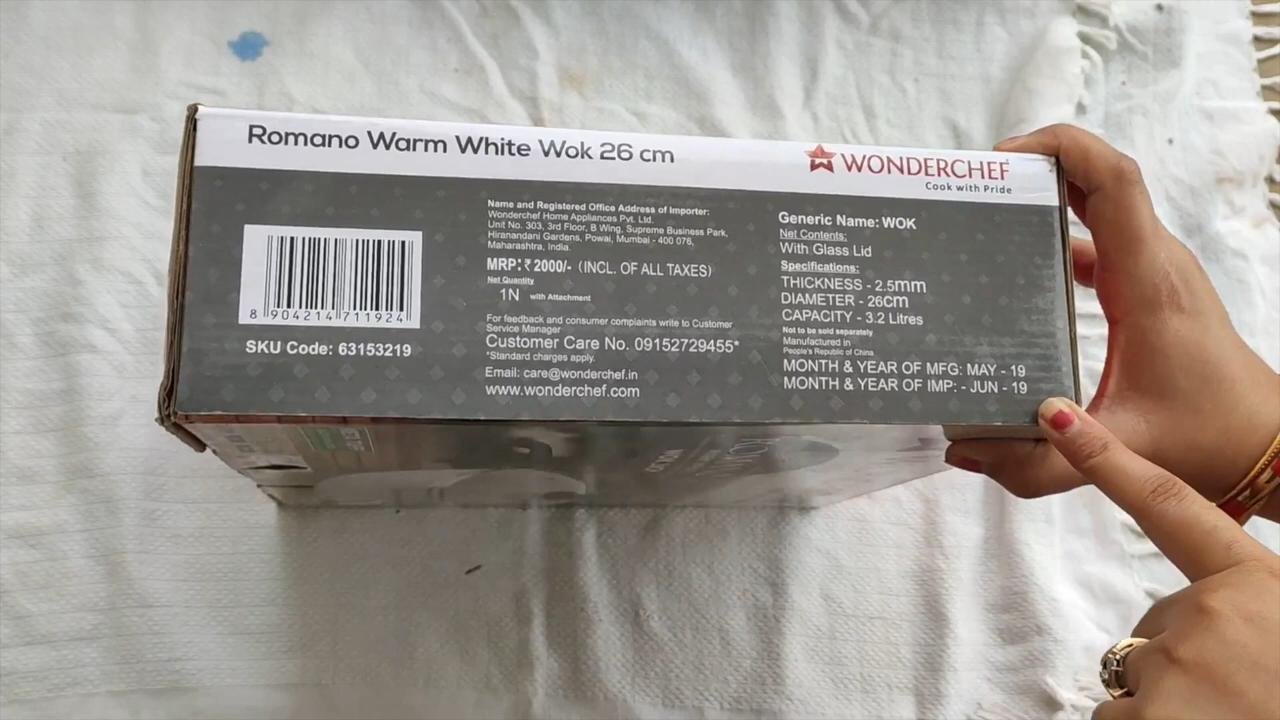 Romano Warm White Wok 26 cm
WONDERCHEF
Cook with Pride
8 904214 711924
SKU Code: 63153219
Name and Registered Office Address of Importer:
Wonderchef Home Appliances Pvt. Ltd.
Unit No. 303, 3rd Floor, B Wing, Supreme Business Park,
Hiranandani Gardens, Powai, Mumbai - 400 076,
Maharashtra, India.
MRP: ₹ 2000/- (INCL. OF ALL TAXES)
Net Quantity
1N with Attachment
For feedback and consumer complaints write to Customer
Service Manager
Customer Care No. 09152729455*
*Standard charges apply.
Email: care@wonderchef.in
www.wonderchef.com
Generic Name: WOK
Net Contents:
With Glass Lid
Specifications:
THICKNESS - 2.5mm
DIAMETER - 26cm
CAPACITY - 3.2 Litres
Not to be sold separately
Manufactured in
People's Republic of China
MONTH & YEAR OF MFG: MAY - 19
MONTH & YEAR OF IMP: - JUN - 19